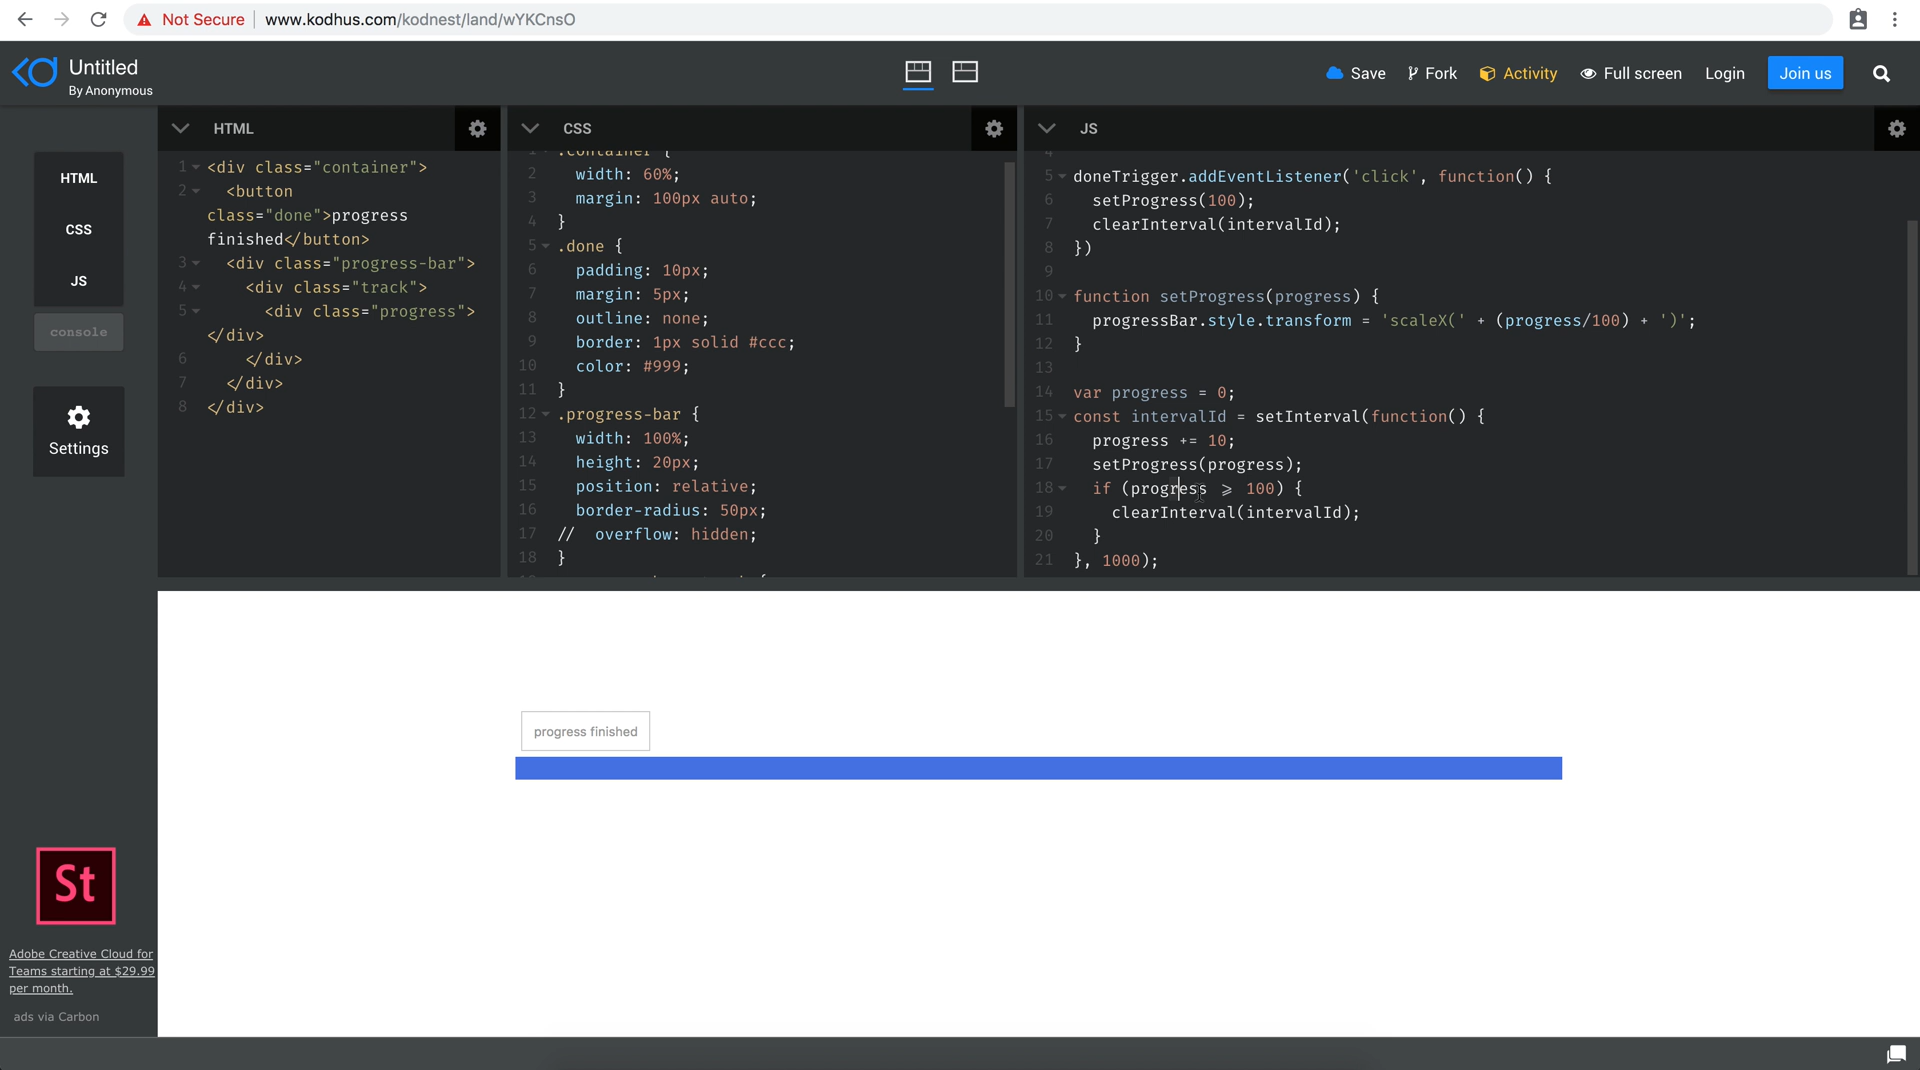 Not Secure www.kodhus.com/kodnest/land/wYKCnsO
Untitled
By Anonymous
Save Fork Activity Full screen Login Join us
HTML
CSS
JS
console
Settings
HTML
1 <div class="container">
2 <button
class="done">progress
finished</button>
3 <div class="progress-bar">
4 <div class="track">
5 <div class="progress">
</div>
6 </div>
7 </div>
8 </div>
CSS
1 .container {
2 width: 60%;
3 margin: 100px auto;
4 }
5 .done {
6 padding: 10px;
7 margin: 5px;
8 outline: none;
9 border: 1px solid #ccc;
10 color: #999;
11 }
12 .progress-bar {
13 width: 100%;
14 height: 20px;
15 position: relative;
16 border-radius: 50px;
17 // overflow: hidden;
18 }
JS
4
5 doneTrigger.addEventListener('click', function() {
6 setProgress(100);
7 clearInterval(intervalId);
8 })
9
10 function setProgress(progress) {
11 progressBar.style.transform = 'scaleX(' + (progress/100) + ')';
12 }
13
14 var progress = 0;
15 const intervalId = setInterval(function() {
16 progress += 10;
17 setProgress(progress);
18 if (progress >= 100) {
19 clearInterval(intervalId);
20 }
21 }, 1000);
progress finished
St
Adobe Creative Cloud for
Teams starting at $29.99
per month.
ads via Carbon